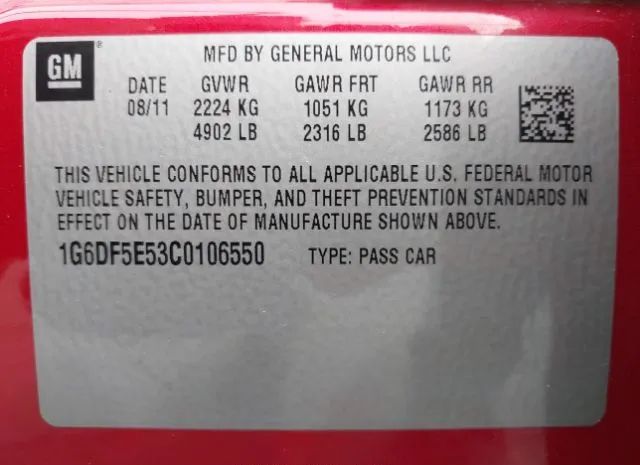 GM ®
MFD BY GENERAL MOTORS LLC
DATE GVWR GAWR FRT GAWR RR
08/11 2224 KG 1051 KG 1173 KG
4902 LB 2316 LB 2586 LB
THIS VEHICLE CONFORMS TO ALL APPLICABLE U.S. FEDERAL MOTOR
VEHICLE SAFETY, BUMPER, AND THEFT PREVENTION STANDARDS IN
EFFECT ON THE DATE OF MANUFACTURE SHOWN ABOVE.
1G6DF5E53C0106550 TYPE: PASS CAR